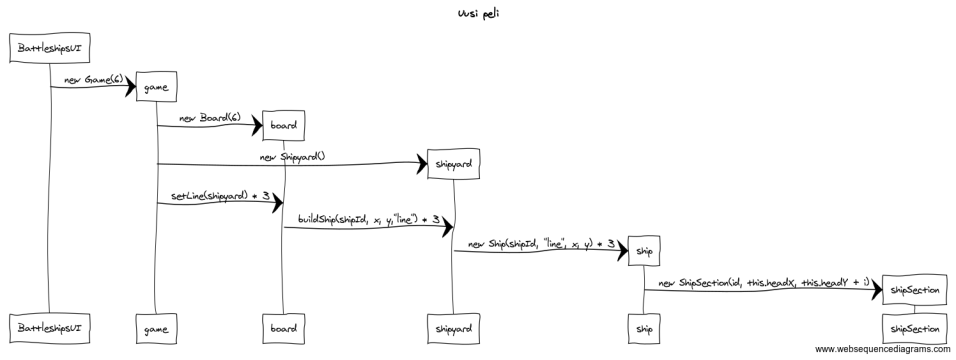 Uusi peli
BattleshipsUI
new Game(6)
game
new Board(6)
board
new Shipyard()
shipyard
setLine(shipyard) * 3
buildShip(shipId, x, y,"line") * 3
new Ship(shipId, "line", x, y) * 3
ship
new ShipSection(id, this.headX, this.headY + i)
shipSection
BattleshipsUI
game
board
shipyard
ship
shipSection
www.websequencediagrams.com